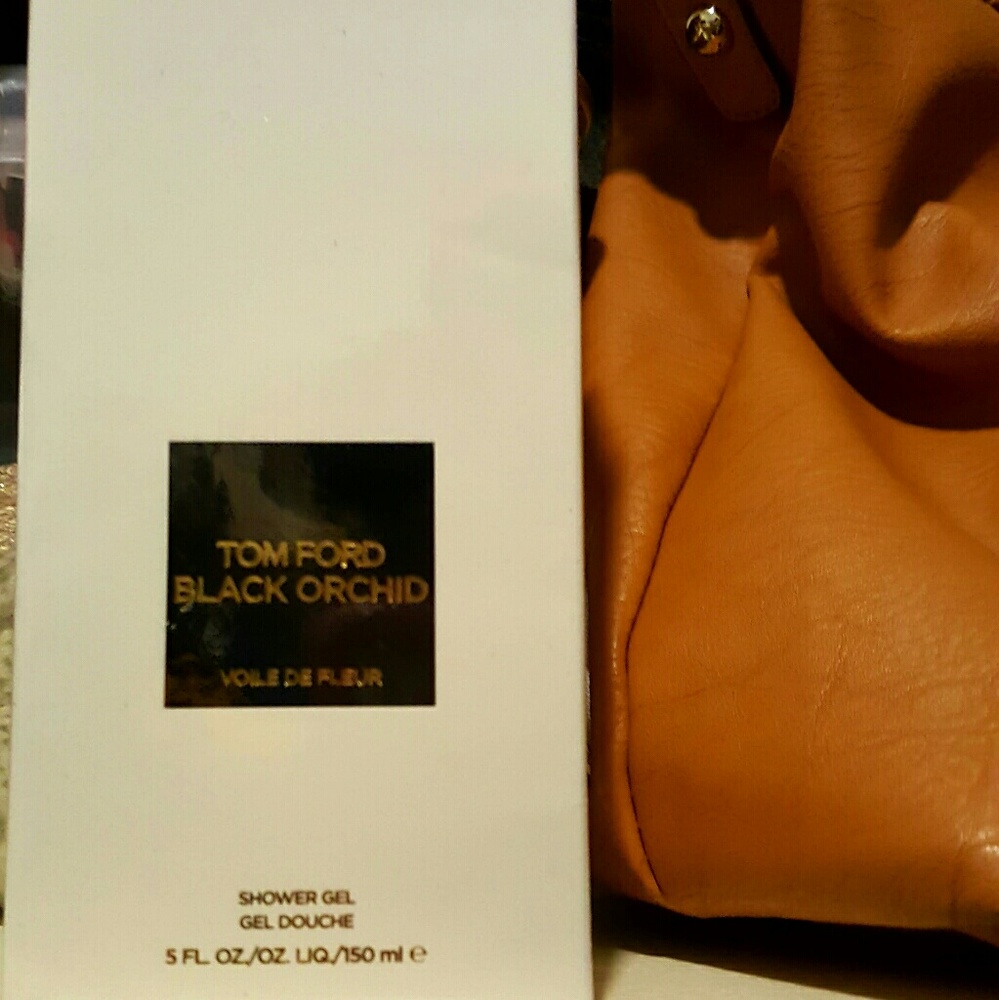 TOM FORD
BLACK ORCHID
VOILE DE FLEUR
SHOWER GEL
GEL DOUCHE
5 FL. OZ./OZ. LIQ./150 ml ℮